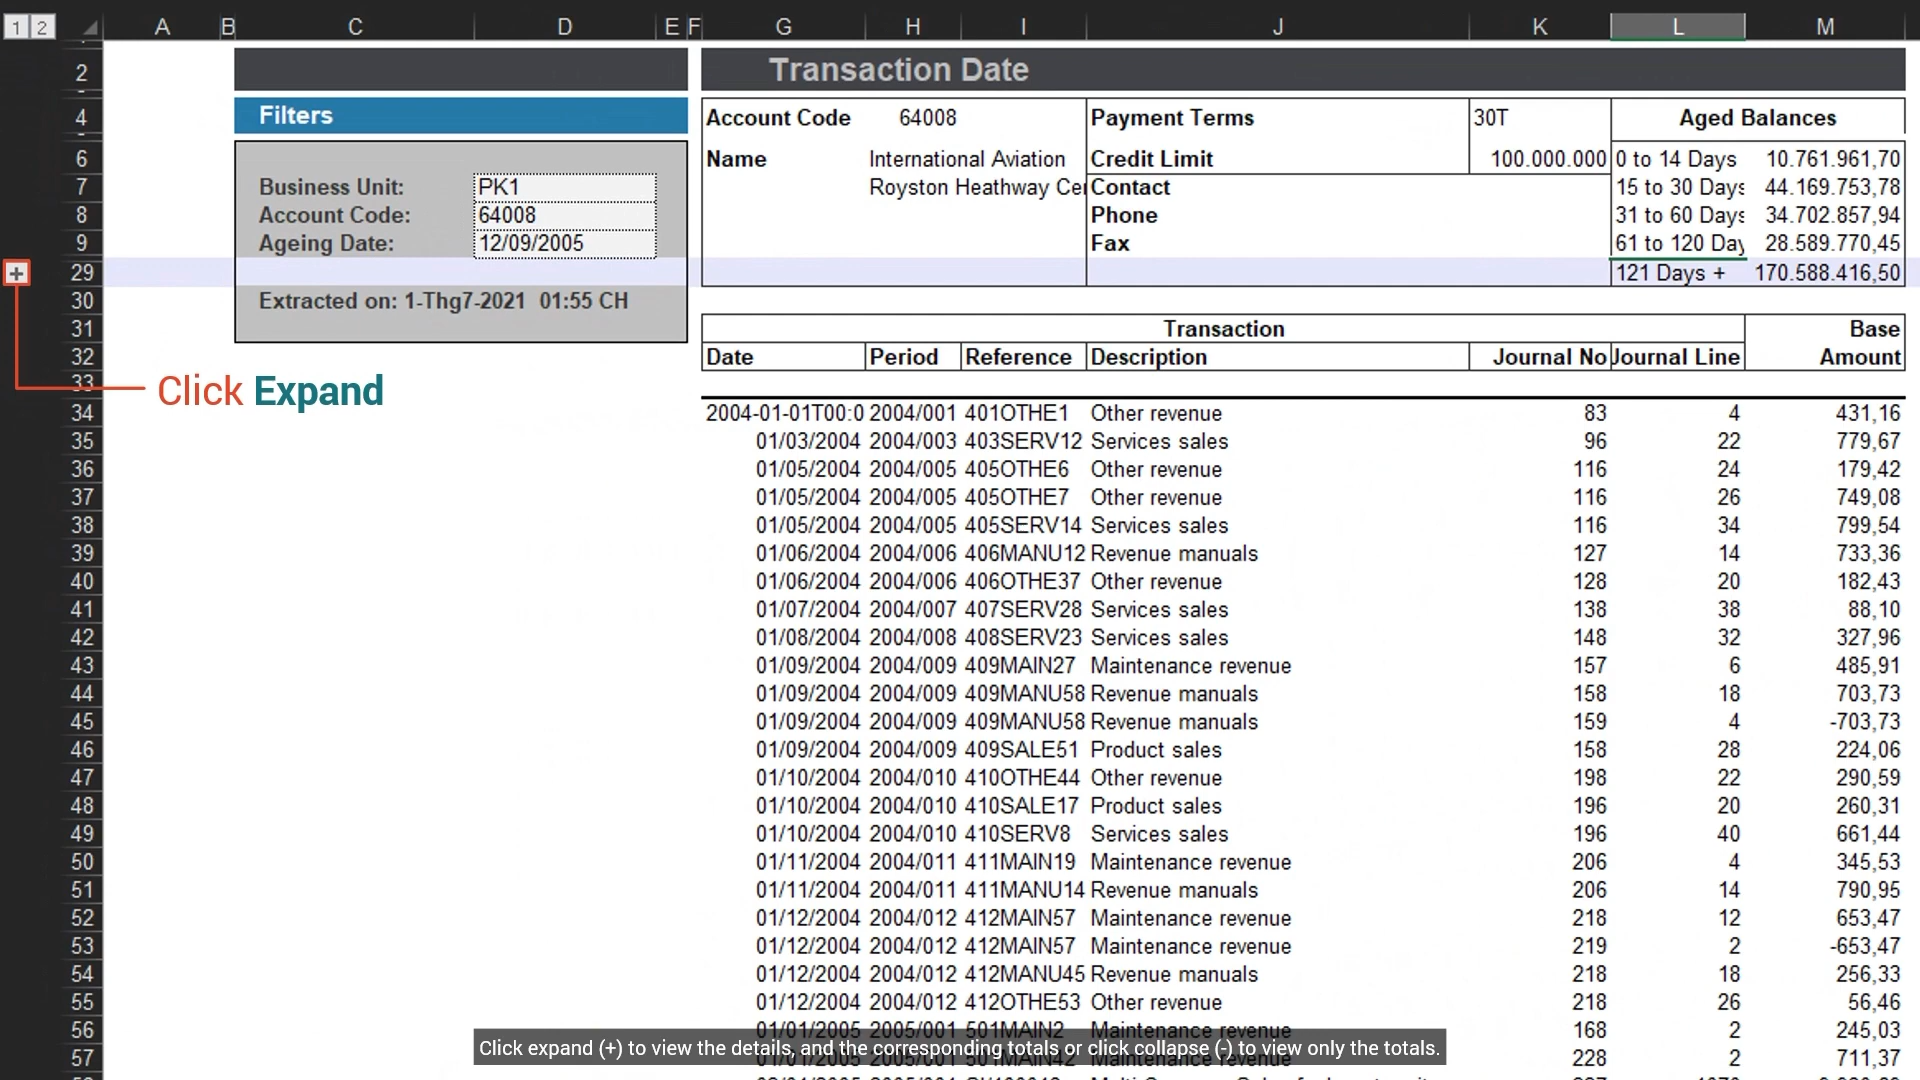 1 2 A B C D E F G H I J K L M
2 Transaction Date
4 Filters Account Code 64008 Payment Terms 30T Aged Balances
6 Name International Aviation Credit Limit 100.000.000 0 to 14 Days 10.761.961,70
7 Business Unit: PK1 Royston Heathway Cer Contact 15 to 30 Days 44.169.753,78
8 Account Code: 64008 Phone 31 to 60 Days 34.702.857,94
9 Ageing Date: 12/09/2005 Fax 61 to 120 Day 28.589.770,45
+ 29 121 Days + 170.588.416,50
30 Extracted on: 1-Thg7-2021 01:55 CH
31 Transaction Base
32 Date Period Reference Description Journal No Journal Line Amount
33
Click Expand
34 2004-01-01T00:0 2004/001 401OTHE1 Other revenue 83 4 431,16
35 01/03/2004 2004/003 403SERV12 Services sales 96 22 779,67
36 01/05/2004 2004/005 405OTHE6 Other revenue 116 24 179,42
37 01/05/2004 2004/005 405OTHE7 Other revenue 116 26 749,08
38 01/05/2004 2004/005 405SERV14 Services sales 116 34 799,54
39 01/06/2004 2004/006 406MANU12 Revenue manuals 127 14 733,36
40 01/06/2004 2004/006 406OTHE37 Other revenue 128 20 182,43
41 01/07/2004 2004/007 407SERV28 Services sales 138 38 88,10
42 01/08/2004 2004/008 408SERV23 Services sales 148 32 327,96
43 01/09/2004 2004/009 409MAIN27 Maintenance revenue 157 6 485,91
44 01/09/2004 2004/009 409MANU58 Revenue manuals 158 18 703,73
45 01/09/2004 2004/009 409MANU58 Revenue manuals 159 4 -703,73
46 01/09/2004 2004/009 409SALE51 Product sales 158 28 224,06
47 01/10/2004 2004/010 410OTHE44 Other revenue 198 22 290,59
48 01/10/2004 2004/010 410SALE17 Product sales 196 20 260,31
49 01/10/2004 2004/010 410SERV8 Services sales 196 40 661,44
50 01/11/2004 2004/011 411MAIN19 Maintenance revenue 206 4 345,53
51 01/11/2004 2004/011 411MANU14 Revenue manuals 206 14 790,95
52 01/12/2004 2004/012 412MAIN57 Maintenance revenue 218 12 653,47
53 01/12/2004 2004/012 412MAIN57 Maintenance revenue 219 2 -653,47
54 01/12/2004 2004/012 412MANU45 Revenue manuals 218 18 256,33
55 01/12/2004 2004/012 412OTHE53 Other revenue 218 26 56,46
56 01/01/2005 2005/001 501MAIN2 Maintenance revenue 168 2 245,03
57 228 2 711,37
Click expand (+) to view the details, and the corresponding totals or click collapse (-) to view only the totals.